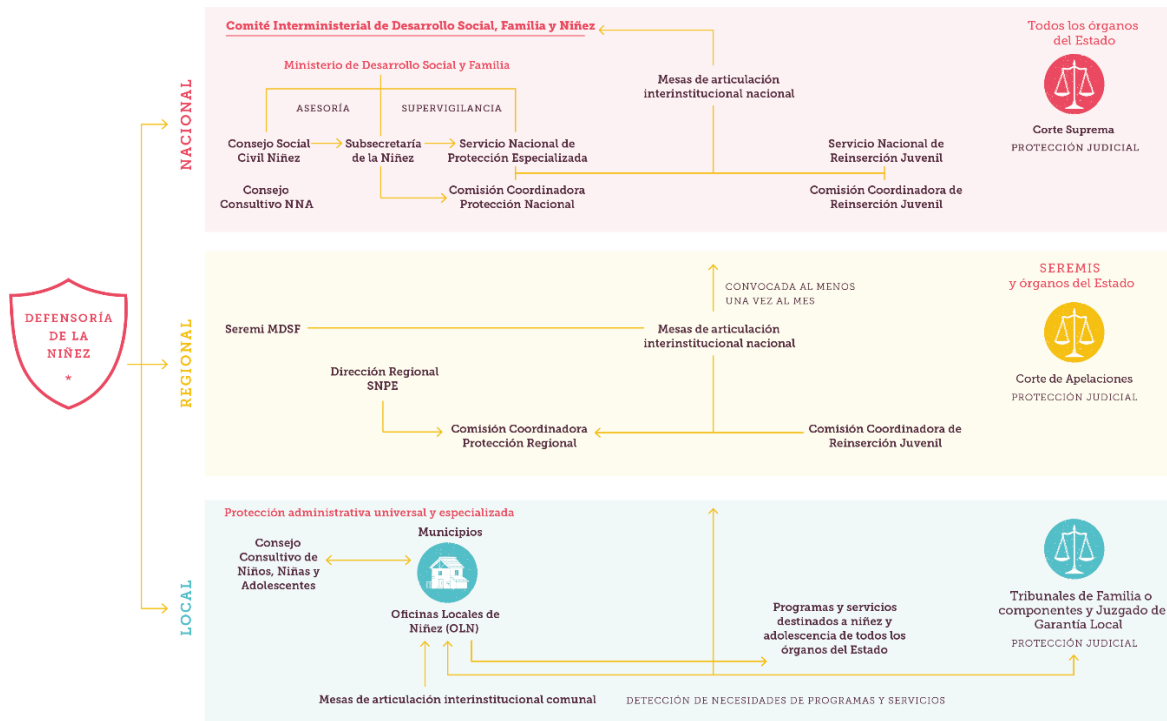 DEFENSORÍA
DE LA
NIÑEZ
*
NACIONAL
Comité Interministerial de Desarrollo Social, Família y Niñez
Ministerio de Desarrollo Social y Familia
ASESORÍA
SUPERVIGILANCIA
Consejo Social
Civil Niñez
Subsecretaría
de la Niñez
Servicio Nacional de
Protección Especializada
Consejo
Consultivo NNA
Comisión Coordinadora
Protección Nacional
Mesas de articulación
interinstitucional nacional
Servicio Nacional de
Reinserción Juvenil
Comisión Coordinadora de
Reinserción Juvenil
Todos los órganos
del Estado
Corte Suprema
PROTECCIÓN JUDICIAL
REGIONAL
CONVOCADA AL MENOS
UNA VEZ AL MES
Seremi MDSF
Mesas de articulación
interinstitucional nacional
Dirección Regional
SNPE
Comisión Coordinadora
Protección Regional
Comisión Coordinadora de
Reinserción Juvenil
SEREMIS
y órganos del Estado
Corte de Apelaciones
PROTECCIÓN JUDICIAL
LOCAL
Protección administrativa universal y especializada
Municipios
Consejo
Consultivo de
Niños, Niñas y
Adolescentes
Oficinas Locales de
Niñez (OLN)
Programas y servicios
destinados a niñez y
adolescencia de todos los
órganos del Estado
Mesas de articulación interinstitucional comunal
DETECCIÓN DE NECESIDADES DE PROGRAMAS Y SERVICIOS
Tribunales de Familia o
componentes y Juzgado de
Garantía Local
PROTECCIÓN JUDICIAL